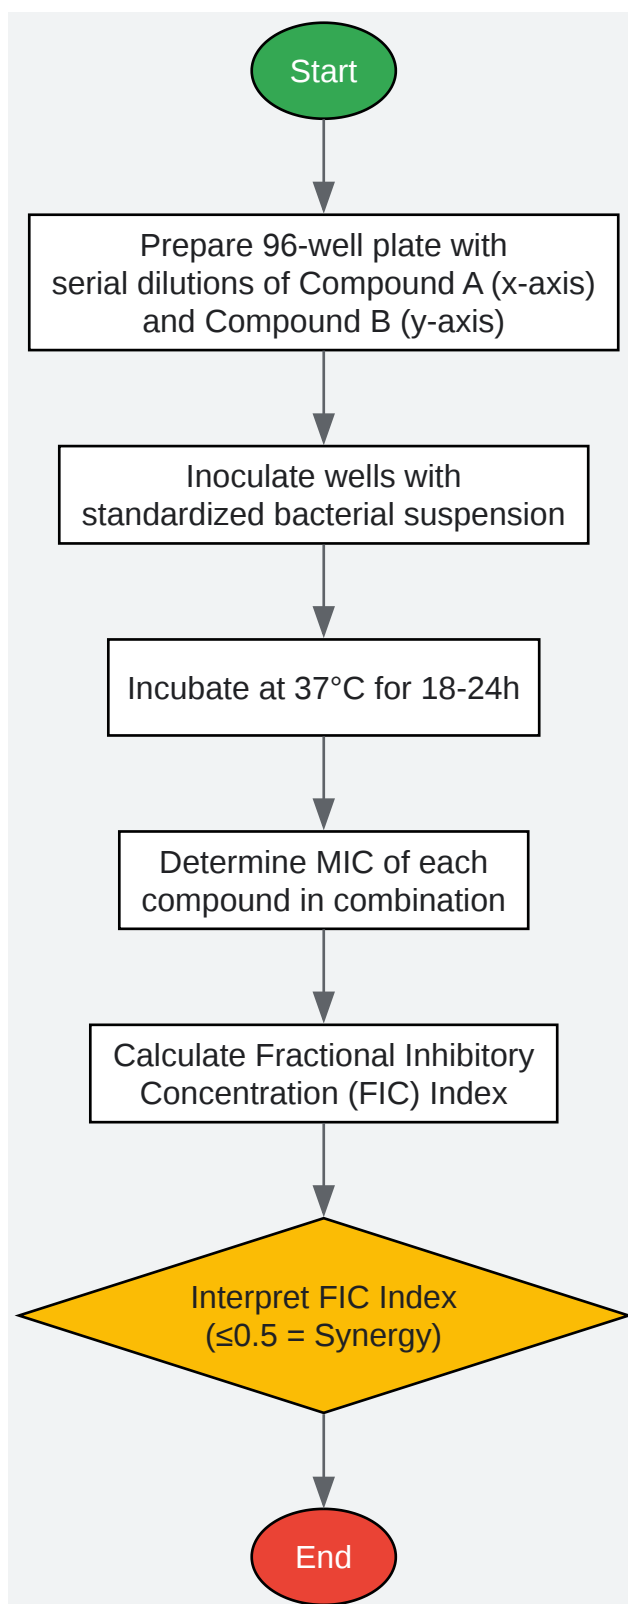 Start
Prepare 96-well plate with
serial dilutions of Compound A (x-axis)
and Compound B (y-axis)
Inoculate wells with
standardized bacterial suspension
Incubate at 37°C for 18-24h
Determine MIC of each
compound in combination
Calculate Fractional Inhibitory
Concentration (FIC) Index
Interpret FIC Index
(≤0.5 = Synergy)
End